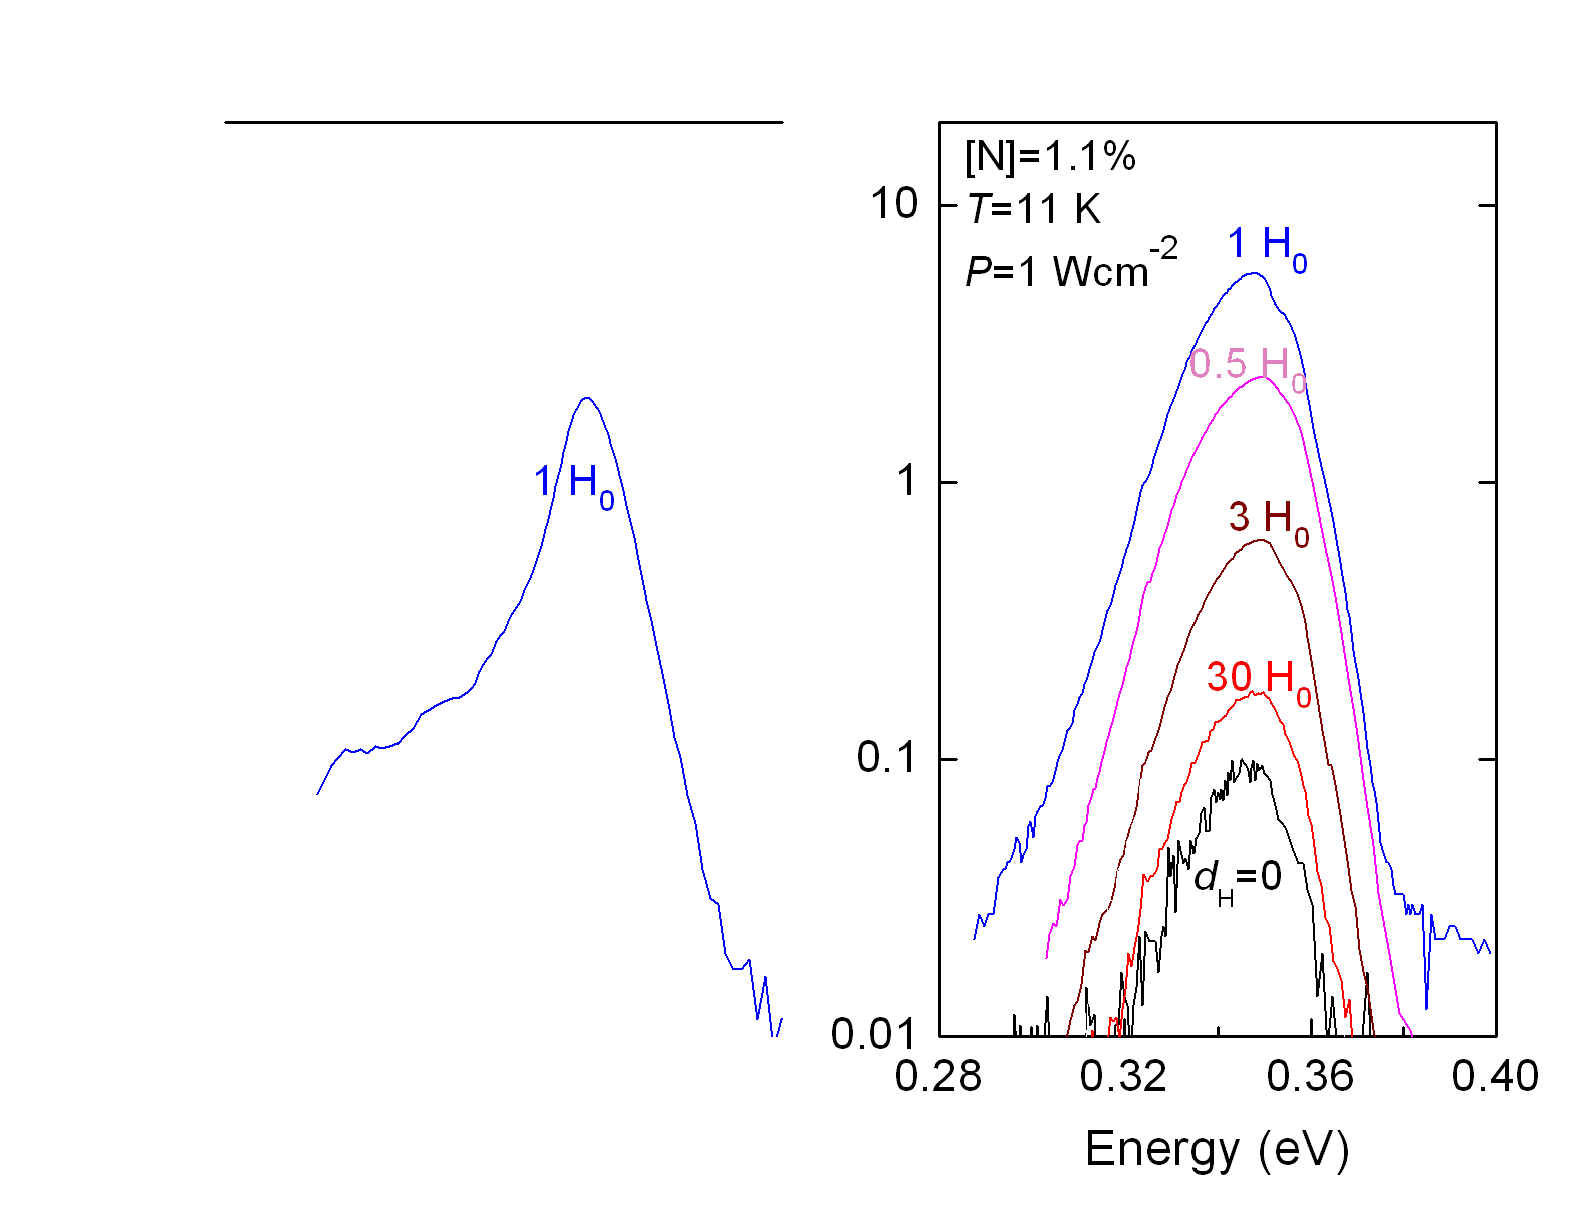 1 H0
[N]=1.1%
T=11 K
P=1 Wcm-2
10
1
0.1
0.01
1 H0
0.5 H0
3 H0
30 H0
dH=0
0.28 0.32 0.36 0.40
Energy (eV)